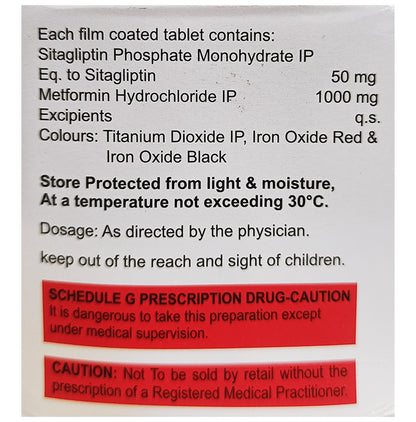 Each film coated tablet contains:
Sitagliptin Phosphate Monohydrate IP
Eq. to Sitagliptin 50 mg
Metformin Hydrochloride IP 1000 mg
Excipients q.s.
Colours: Titanium Dioxide IP, Iron Oxide Red &
Iron Oxide Black
Store Protected from light & moisture,
At a temperature not exceeding 30°C.
Dosage: As directed by the physician.
keep out of the reach and sight of children.
SCHEDULE G PRESCRIPTION DRUG-CAUTION
It is dangerous to take this preparation except
under medical supervision.
CAUTION: Not To be sold by retail without the
prescription of a Registered Medical Practitioner.